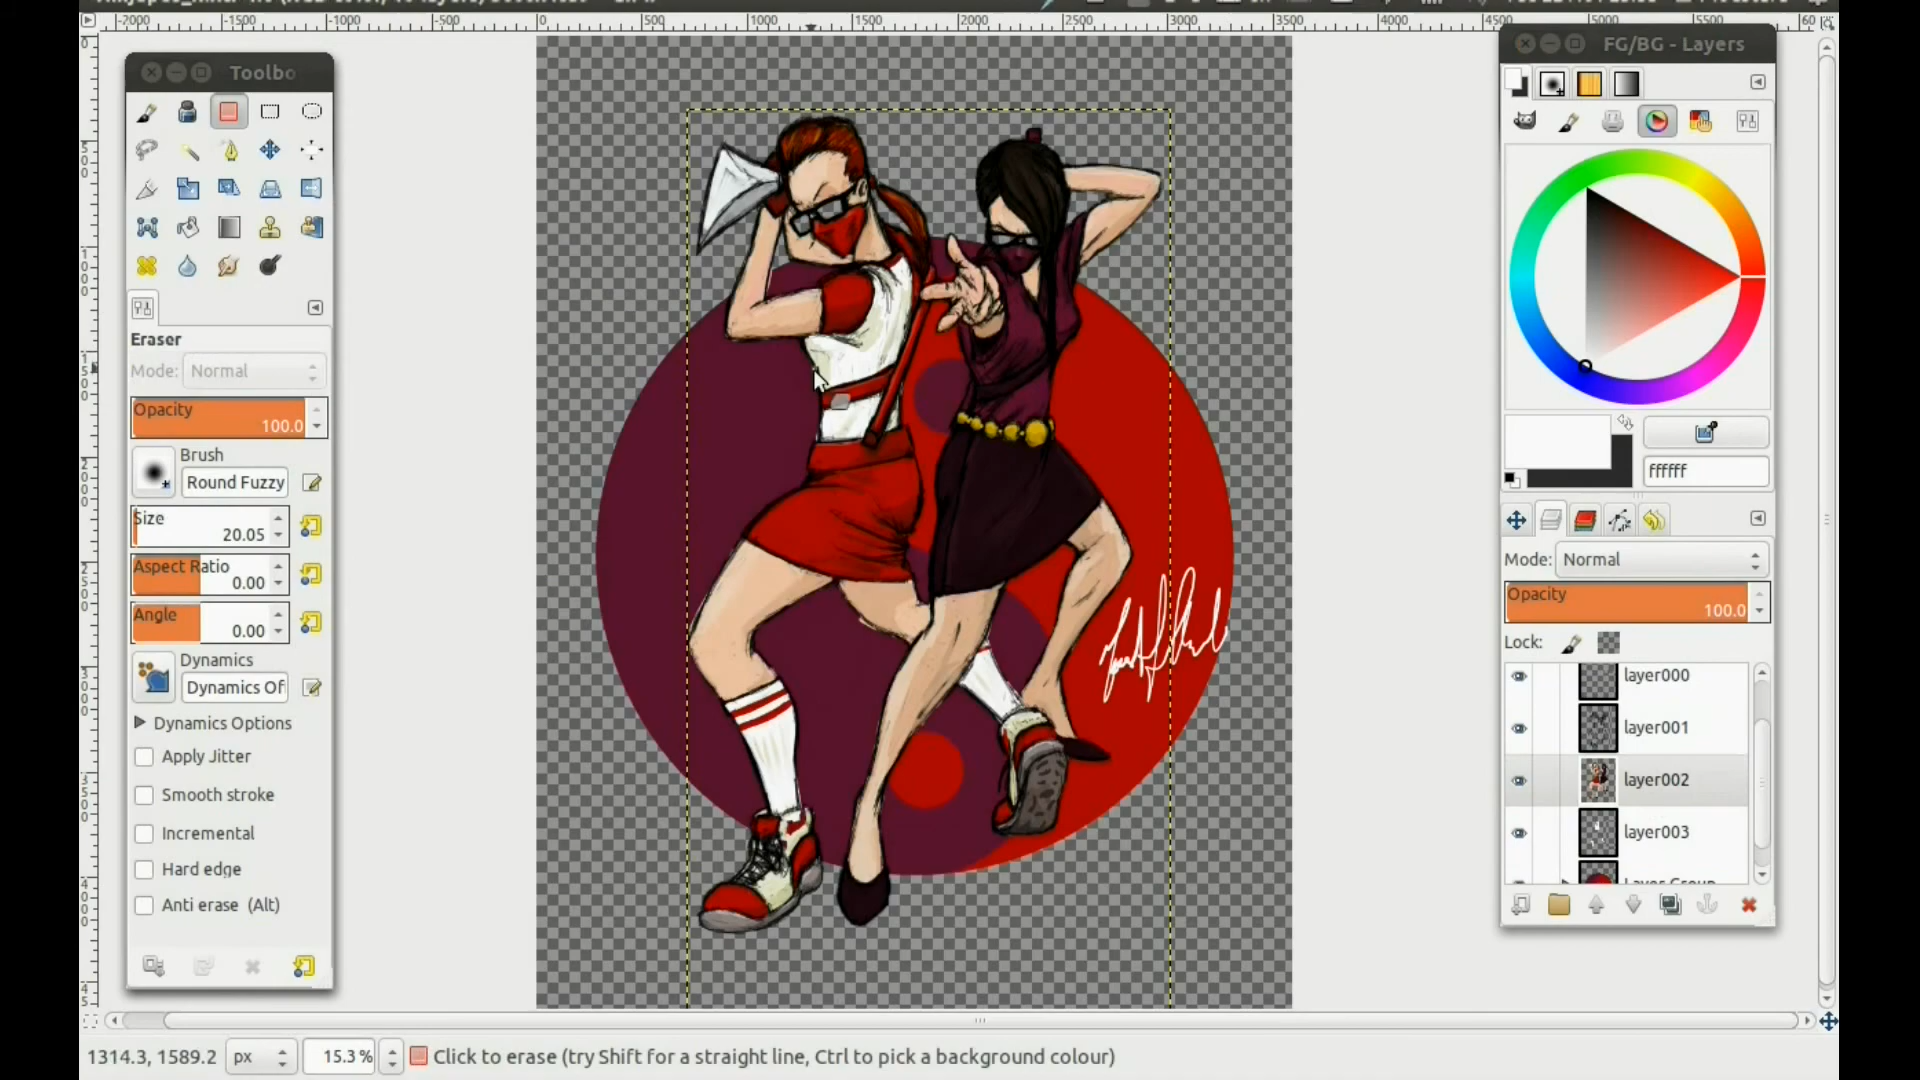 -2000 -1500 -1000 -500 0 500 1000 1500 2000 2500 3000 3500 4000 4500 5000 5500
Toolbo
Eraser
Mode: Normal
Opacity
100.0
Brush
Round Fuzzy
Size
20.05
Aspect Ratio
0.00
Angle
0.00
Dynamics
Dynamics Of
Dynamics Options
Apply Jitter
Smooth stroke
Incremental
Hard edge
Anti erase (Alt)
FG/BG - Layers
ffffff
Mode: Normal
Opacity
100.0
Lock:
layer000
layer001
layer002
layer003
Layer Group
1314.3, 1589.2 px 15.3 % Click to erase (try Shift for a straight line, Ctrl to pick a background colour)